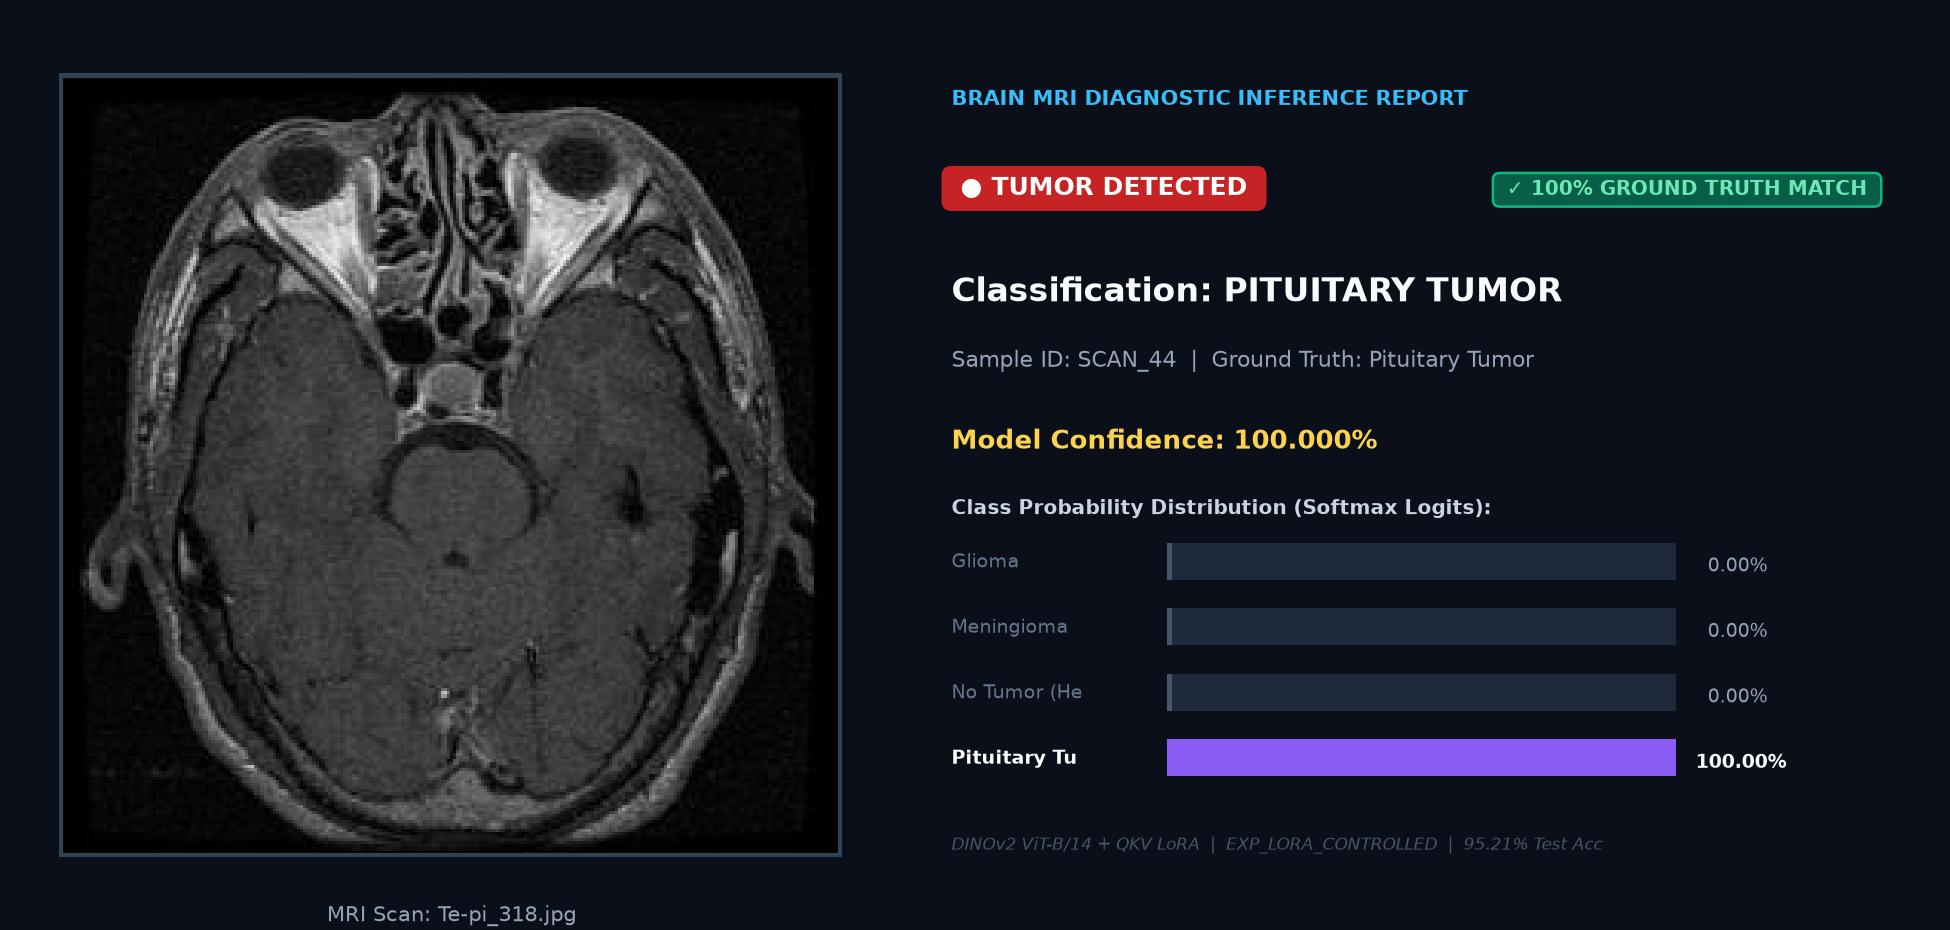 BRAIN MRI DIAGNOSTIC INFERENCE REPORT
● TUMOR DETECTED
✓ 100% GROUND TRUTH MATCH
Classification: PITUITARY TUMOR
Sample ID: SCAN_44 | Ground Truth: Pituitary Tumor
Model Confidence: 100.000%
Class Probability Distribution (Softmax Logits):
Glioma 0.00%
Meningioma 0.00%
No Tumor (He 0.00%
Pituitary Tu 100.00%
DINOv2 ViT-B/14 + QKV LoRA | EXP_LORA_CONTROLLED | 95.21% Test Acc
MRI Scan: Te-pi_318.jpg